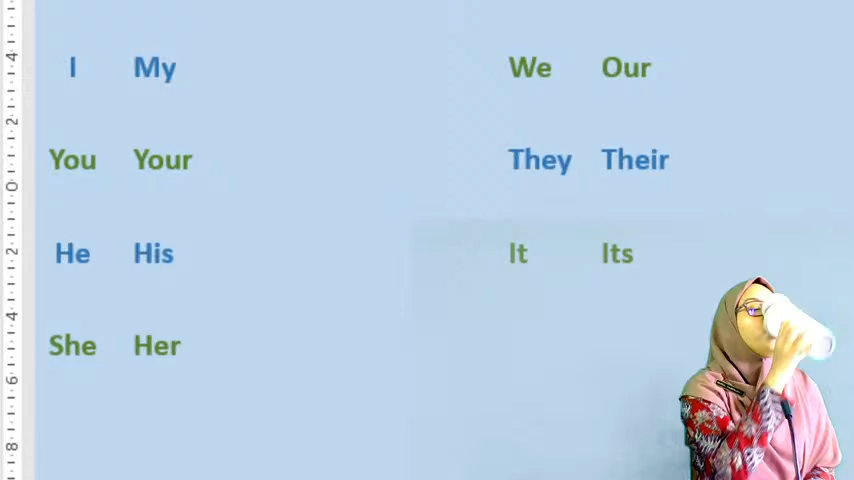 I My
You Your
He His
She Her
We Our
They Their
It Its